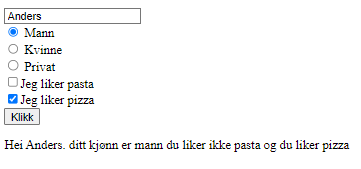 Anders
Mann
Kvinne
Privat
Jeg liker pasta
Jeg liker pizza
Klikk
Hei Anders. ditt kjønn er mann du liker ikke pasta og du liker pizza